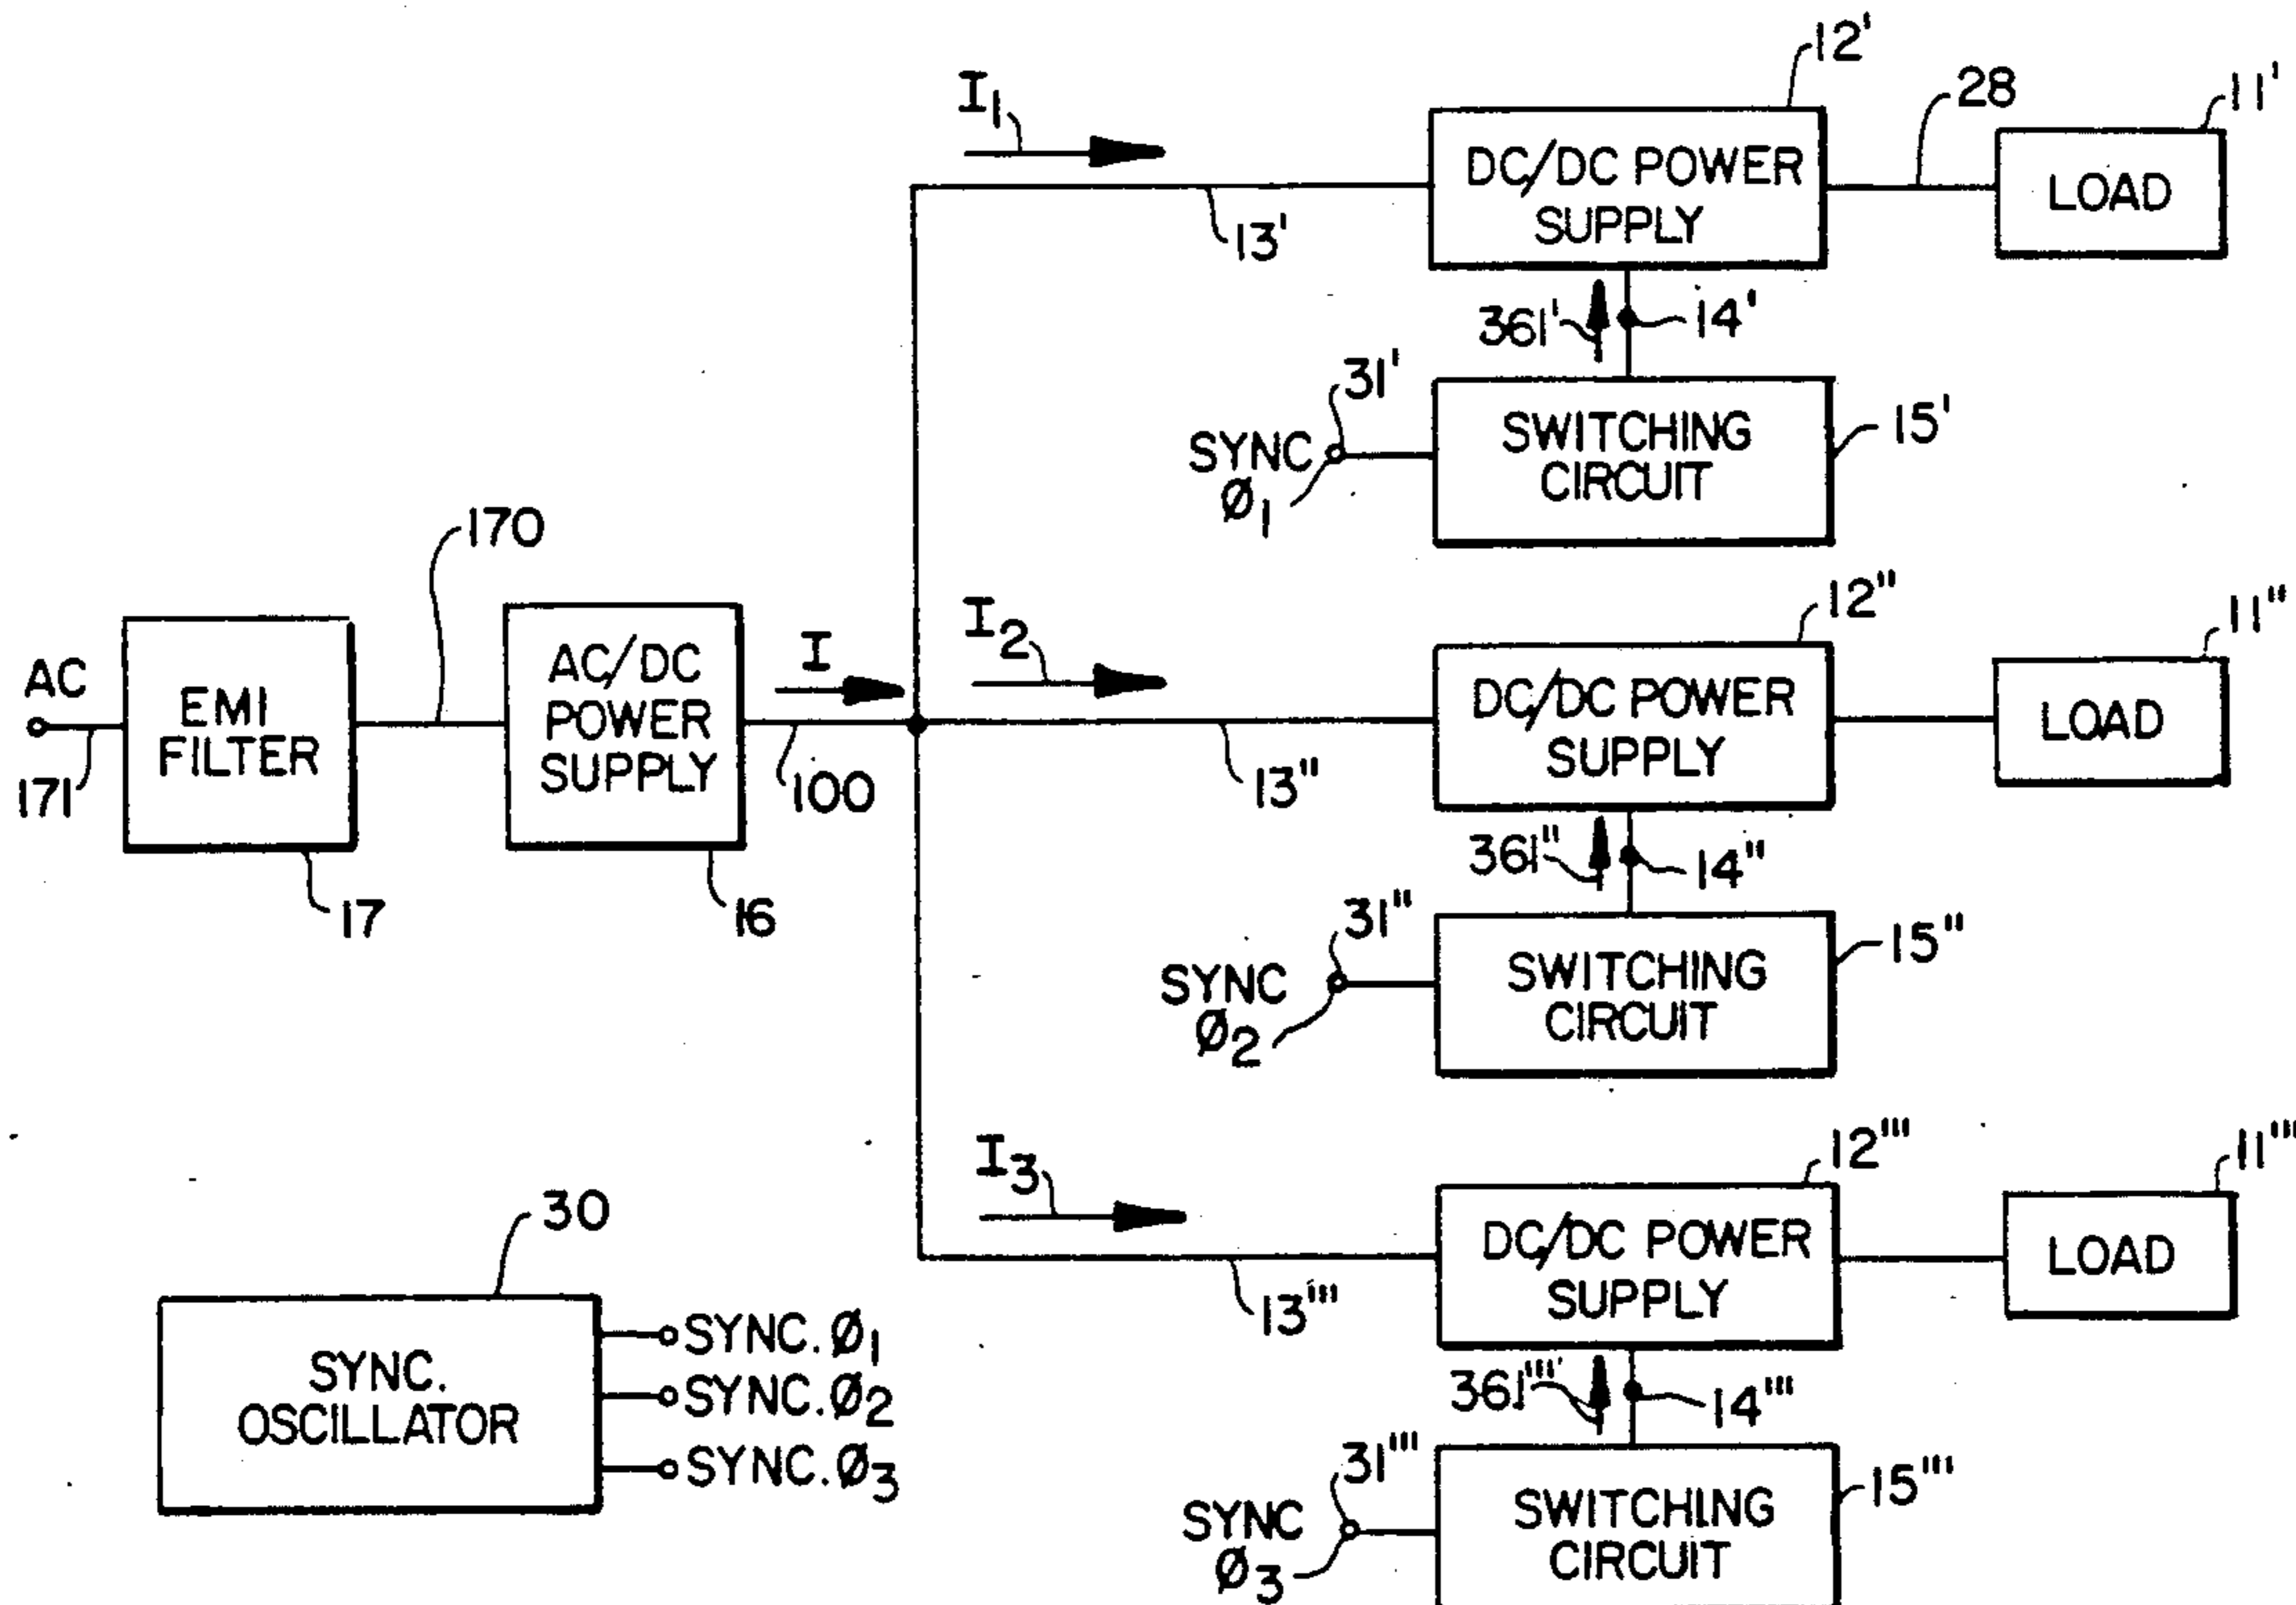 12'
I1
28
11'
DC/DC POWER
SUPPLY
LOAD
13'
361'
14'
31'
SYNC
Ø1
SWITCHING
CIRCUIT
15'
170
AC
171
EMI
FILTER
17
AC/DC
POWER
SUPPLY
16
I
100
I2
12"
11"
DC/DC POWER
SUPPLY
LOAD
13"
361"
14"
31"
SYNC
Ø2
SWITCHING
CIRCUIT
15"
I3
12'''
11'''
DC/DC POWER
SUPPLY
LOAD
13'''
361'''
14'''
31'''
SYNC
Ø3
SWITCHING
CIRCUIT
15'''
30
SYNC.
OSCILLATOR
SYNC. Ø1
SYNC. Ø2
SYNC. Ø3